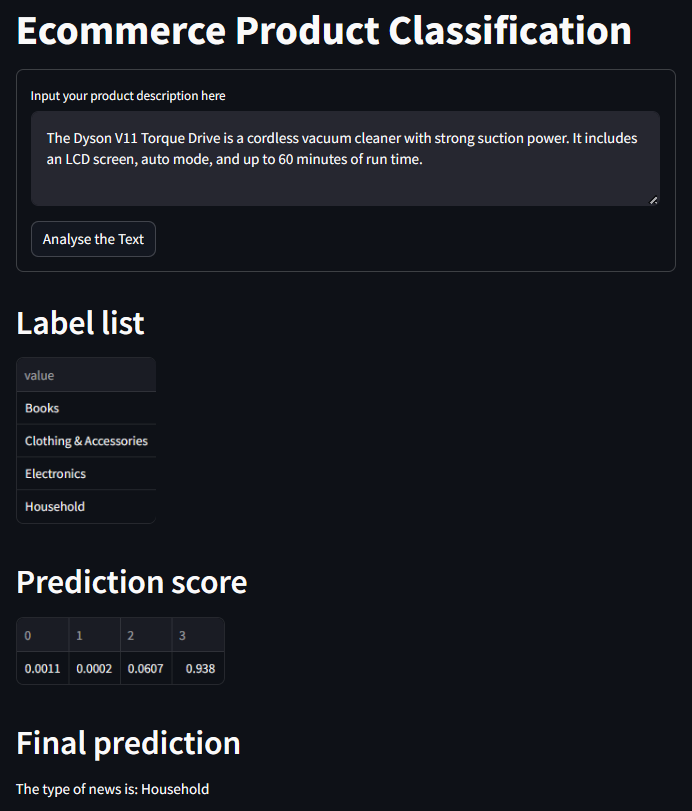 Ecommerce Product Classification
Input your product description here
The Dyson V11 Torque Drive is a cordless vacuum cleaner with strong suction power. It includes
an LCD screen, auto mode, and up to 60 minutes of run time.
Analyse the Text
Label list
value
Books
Clothing & Accessories
Electronics
Household
Prediction score
0 1 2 3
0.0011 0.0002 0.0607 0.938
Final prediction
The type of news is: Household